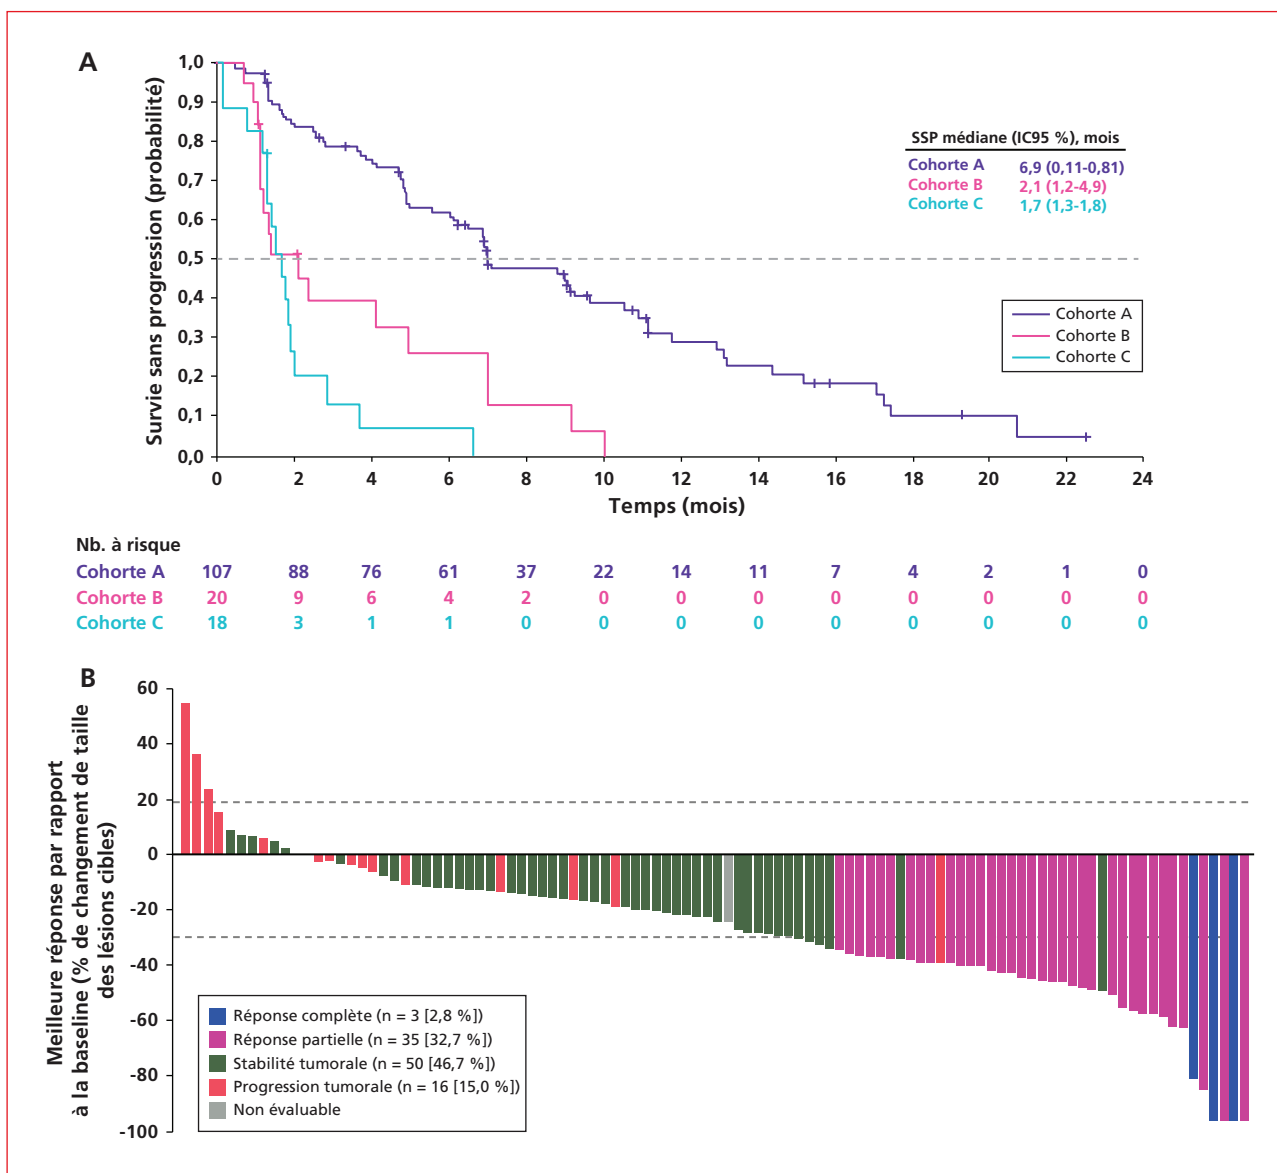 A
Survie sans progression (probabilité)
1,0
0,9
0,8
0,7
0,6
0,5
0,4
0,3
0,2
0,1
0,0
0 2 4 6 8 10 12 14 16 18 20 22 24
Temps (mois)
SSP médiane (IC95 %), mois
Cohorte A 6,9 (0,11-0,81)
Cohorte B 2,1 (1,2-4,9)
Cohorte C 1,7 (1,3-1,8)
Cohorte A
Cohorte B
Cohorte C
Nb. à risque
Cohorte A 107 88 76 61 37 22 14 11 7 4 2 1 0
Cohorte B 20 9 6 4 2 0 0 0 0 0 0 0 0
Cohorte C 18 3 1 1 0 0 0 0 0 0 0 0 0
B
Meilleure réponse par rapport
à la baseline (% de changement de taille
des lésions cibles)
60
40
20
0
-20
-40
-60
-80
-100
Réponse complète (n = 3 [2,8 %])
Réponse partielle (n = 35 [32,7 %])
Stabilité tumorale (n = 50 [46,7 %])
Progression tumorale (n = 16 [15,0 %])
Non évaluable